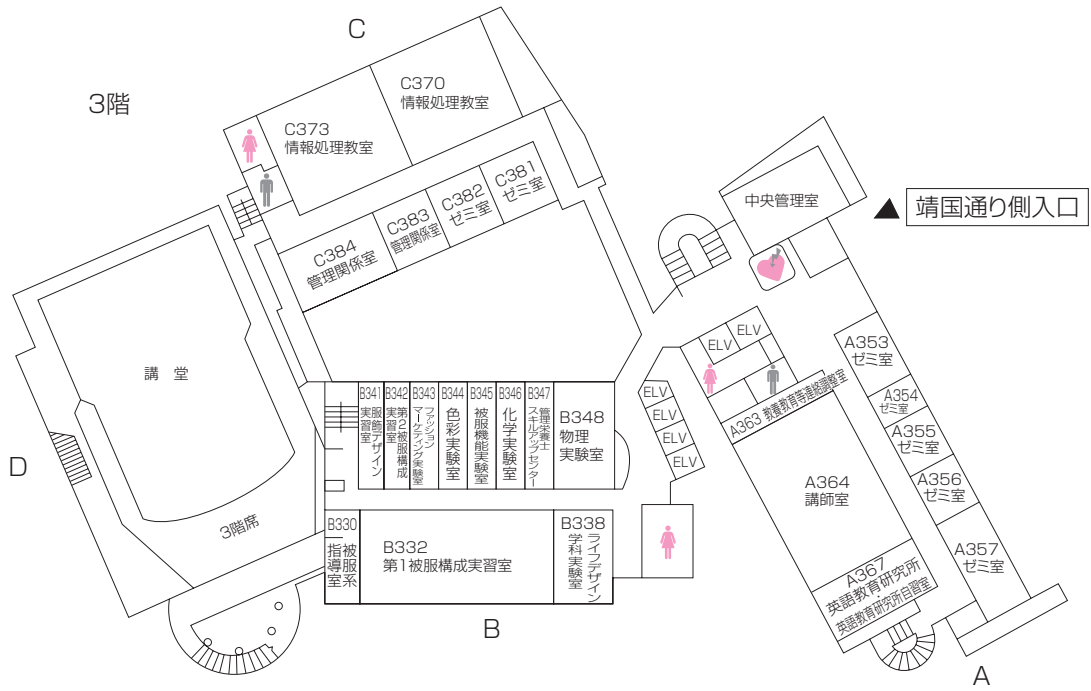 C
3階
C370
情報処理教室
C373
情報処理教室
C381
ゼミ室
C382
ゼミ室
C383
管理関係室
C384
管理関係室
中央管理室
▲ 靖国通り側入口
ELV
ELV
A353
ゼミ室
A354
ゼミ室
A355
ゼミ室
A356
ゼミ室
A357
ゼミ室
A363 教養教育等連絡調整室
A364
講師室
A367
英語教育研究所
英語教育研究所自習室
ELV
ELV
ELV
ELV
講 堂
3階席
D
B341
服飾デザイン
実習室
B342
第2被服構成
実習室
B343
ファッション
マーケティング実験室
B344
色彩実験室
B345
被服機能実験室
B346
化学実験室
B347
管理栄養士
スキルアップセンター
B348
物理
実験室
B330
被服系
指導室
B332
第1被服構成実習室
B338
ライフデザイン
学科実験室
B
A